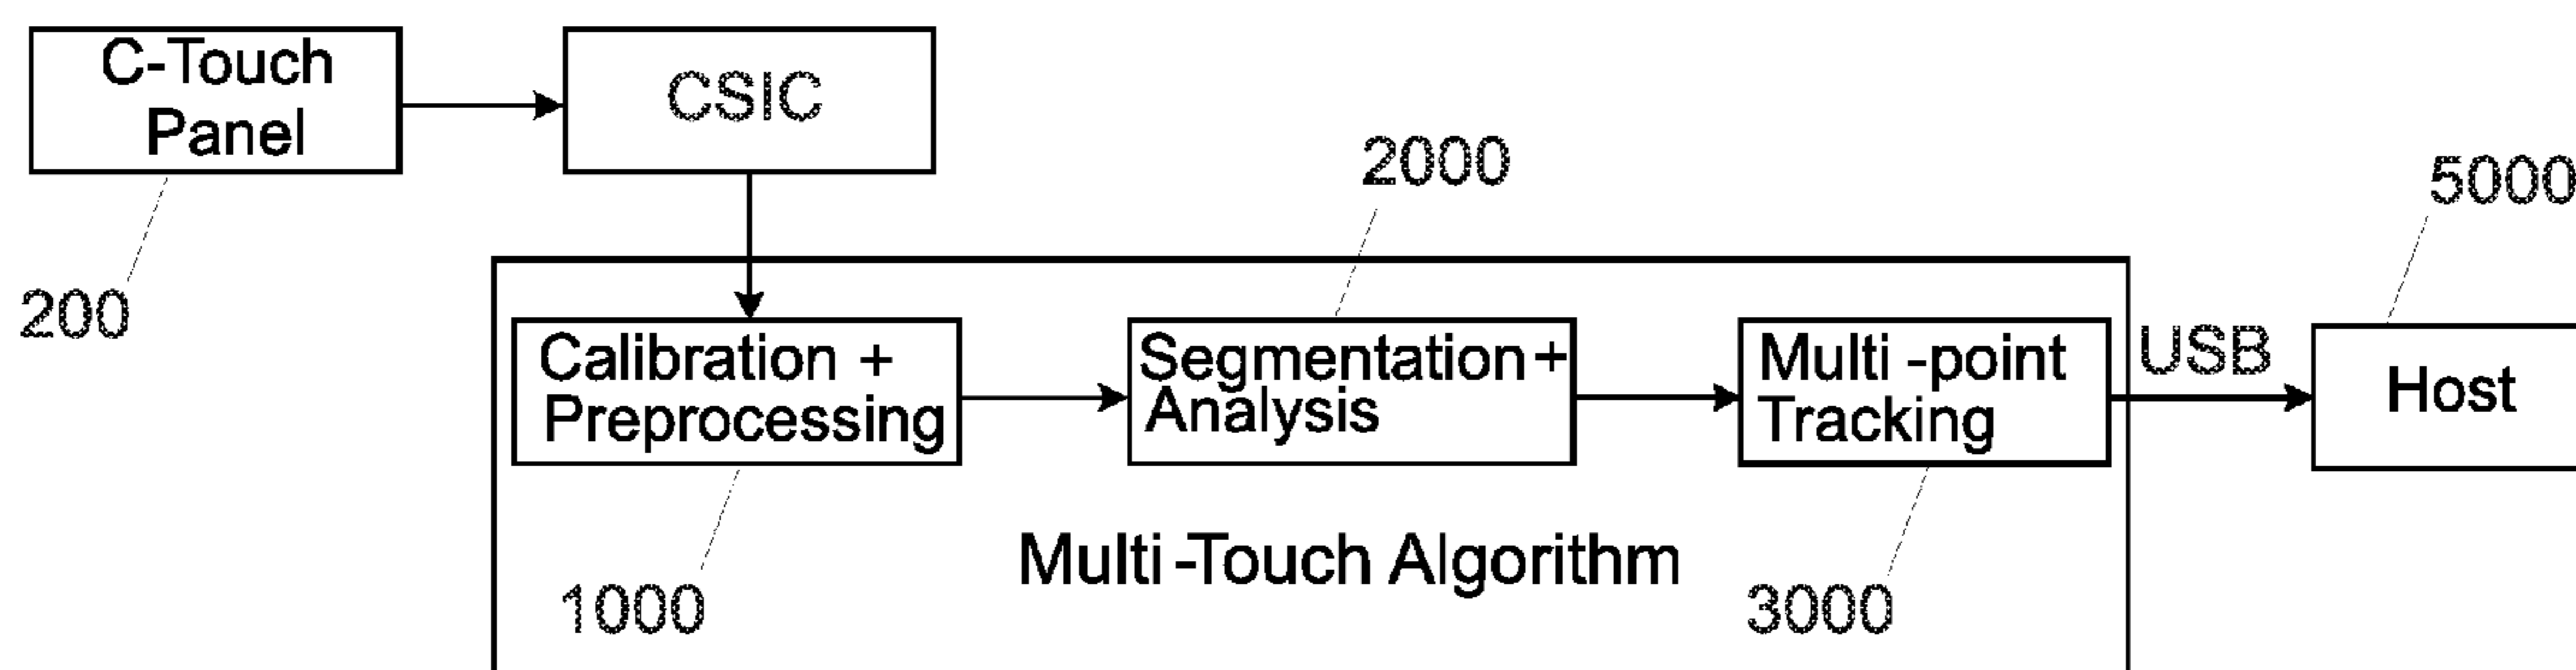 C-Touch
Panel
CSIC
200
2000
5000
Calibration +
Preprocessing
Segmentation +
Analysis
Multi -point
Tracking
USB
Host
1000
Multi -Touch Algorithm
3000